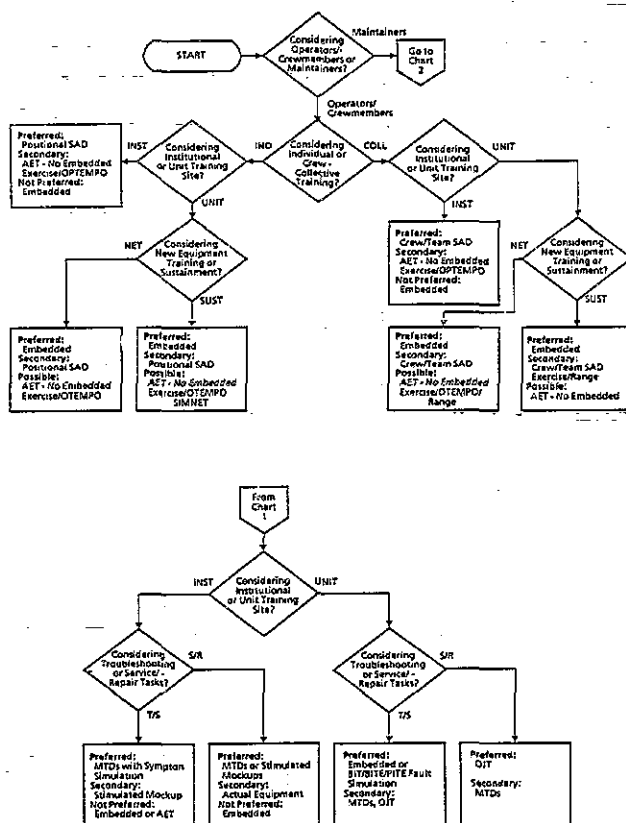 START
Considering
Operators/-
Crewmembers or
Maintainers?
Maintainers
Go to
Chart
2
Operators/
Crewmembers
Considering
Individual or
Crew -
Collective
Training?
IND
COLL
Considering
Institutional
or Unit Training
Site?
INST
UNIT
Preferred:
Positional SAD
Secondary:
AET - No Embedded
Exercise/OPTEMPO
Not Preferred:
Embedded
Considering
New Equipment
Training or
Sustainment?
NET
SUST
Preferred:
Embedded
Secondary:
Positional SAD
Possible:
AET - No Embedded
Exercise/OTEMPO
Preferred:
Embedded
Secondary:
Positional SAD
Possible:
AET - No Embedded
Exercise/OTEMPO
SIMNET
Considering
Institutional
or Unit Training
Site?
UNIT
INST
Preferred:
Crew/Team SAD
Secondary:
AET - No Embedded
Exercise/OPTEMPO
Not Preferred:
Embedded
NET
Considering
New Equipment
Training or
Sustainment?
SUST
Preferred:
Embedded
Secondary:
Crew/Team SAD
Possible:
AET - No Embedded
Exercise/OTEMPO/
Range
Preferred:
Embedded
Secondary:
Crew/Team SAD
Exercise/Range
Possible:
AET - No Embedded
From
Chart
1
INST
Considering
Institutional
or Unit Training
Site?
UNIT
Considering
Troubleshooting
or Service/ -
Repair Tasks?
S/R
T/S
Considering
Troubleshooting
or Service/ -
Repair Tasks?
S/R
T/S
Preferred:
MTDs with Sympton
Simulation
Secondary:
Stimulated Mockup
Not Preferred:
Embedded or AET
Preferred:
MTDs or Stimulated
Mockups
Secondary:
Actual Equipment
Not Preferred:
Embedded
Preferred:
Embedded or
BIT/BITE/PITE Fault
Simulation
Secondary:
MTDs, OJT
Preferred:
OJT
Secondary:
MTDs